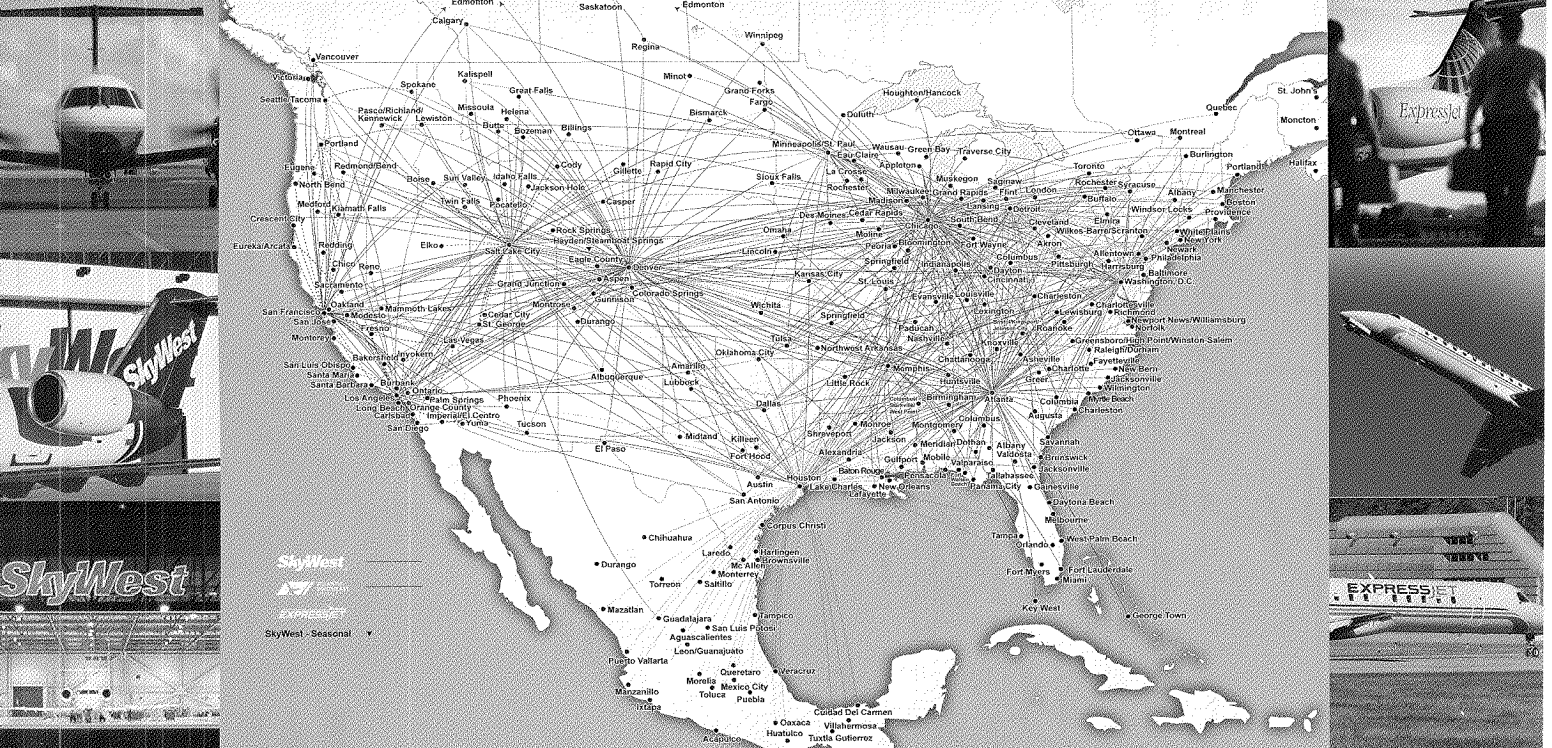 Edmonton
Saskatoon
Edmonton
Calgary
Winnipeg
Regina
Vancouver
Victoria
Kalispell
Minot
Spokane
Great Falls
Grand Forks
Houghton/Hancock
St. John's
Seattle/Tacoma
Fargo
Missoula
Helena
Pasco/Richland/
Kennewick
Lewiston
Bismarck
Duluth
Quebec
Moncton
Butte
Bozeman
Billings
Ottawa
Montreal
Portland
Minneapolis/St. Paul
Wausau
Green Bay
Eau Claire
Traverse City
Burlington
Eugene
Redmond/Bend
Cody
Gillette
Rapid City
Appleton
Toronto
Portland
Halifax
North Bend
Boise
Sun Valley
Idaho Falls
Jackson Hole
Sioux Falls
La Crosse
Rochester
Muskegon
Saginaw
Rochester
Syracuse
Albany
Manchester
Milwaukee
Grand Rapids
Flint
London
Buffalo
Boston
Medford
Klamath Falls
Twin Falls
Pocatello
Casper
Madison
Lansing
Detroit
Windsor Locks
Providence
Crescent City
Des Moines
Cedar Rapids
South Bend
Cleveland
Elmira
Chicago
Wilkes-Barre/Scranton
White Plains
Rock Springs
Omaha
Moline
New York
Eureka/Arcata
Redding
Elko
Salt Lake City
Hayden/Steamboat Springs
Lincoln
Peoria
Bloomington
Fort Wayne
Akron
Newark
Allentown
Philadelphia
Chico
Reno
Eagle County
Denver
Springfield
Indianapolis
Columbus
Dayton
Pittsburgh
Harrisburg
Baltimore
Sacramento
Grand Junction
Aspen
Kansas City
St. Louis
Cincinnati
Washington, D.C.
Colorado Springs
Gunnison
Montrose
Evansville
Louisville
Charleston
Oakland
San Francisco
Modesto
Mammoth Lakes
Cedar City
Wichita
Lexington
Charlottesville
Lewisburg
Richmond
San Jose
St. George
Durango
Springfield
Newport News/Williamsburg
Norfolk
Fresno
Paducah
Nashville
Roanoke
Monterey
Las Vegas
Tulsa
Northwest Arkansas
Knoxville
Greensboro/High Point/Winston-Salem
Raleigh/Durham
Bakersfield
Inyokern
Oklahoma City
Chattanooga
Asheville
Fayetteville
San Luis Obispo
Santa Maria
Albuquerque
Amarillo
Memphis
Charlotte
New Bern
Santa Barbara
Burbank
Lubbock
Little Rock
Huntsville
Greer
Jacksonville
Wilmington
Los Angeles
Ontario
Palm Springs
Phoenix
Birmingham
Atlanta
Columbia
Myrtle Beach
Long Beach
Orange County
Dallas
Columbus/
Starkville/
West Point
Charleston
Carlsbad
Imperial/El Centro
Augusta
San Diego
Yuma
Tucson
Monroe
Montgomery
Columbus
Shreveport
El Paso
Midland
Killeen
Fort Hood
Jackson
Meridian
Dothan
Albany
Valdosta
Savannah
Alexandria
Gulfport
Mobile
Valparaiso
Brunswick
Jacksonville
Houston
Baton Rouge
Pensacola
Tallahassee
Austin
Lake Charles
New Orleans
Panama City
Gainesville
San Antonio
Lafayette
Daytona Beach
Corpus Christi
Melbourne
Chihuahua
Tampa
Orlando
West Palm Beach
Laredo
Harlingen
Brownsville
Durango
Mc Allen
Monterrey
Torreon
Saltillo
Fort Myers
Fort Lauderdale
Miami
Mazatlan
Key West
Guadalajara
Tampico
George Town
San Luis Potosi
Aguascalientes
Leon/Guanajuato
Puerto Vallarta
Queretaro
Veracruz
Morelia
Mexico City
Manzanillo
Toluca
Puebla
Ixtapa
Cuidad Del Carmen
Oaxaca
Villahermosa
Acapulco
Huatulco
Tuxtla Gutierrez
SkyWest
EXPRESSJET
SkyWest - Seasonal
SkyWest
SkyWest
ExpressJet
EXPRESSJET